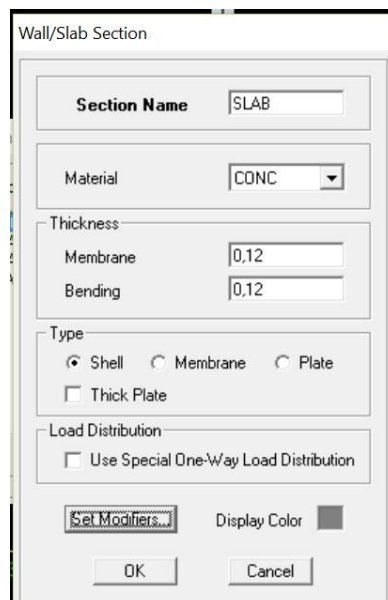 Wall/Slab Section
Section Name SLAB
Material CONC
Thickness
Membrane 0,12
Bending 0,12
Type
Shell Membrane Plate
Thick Plate
Load Distribution
Use Special One-Way Load Distribution
Set Modifiers... Display Color
OK Cancel